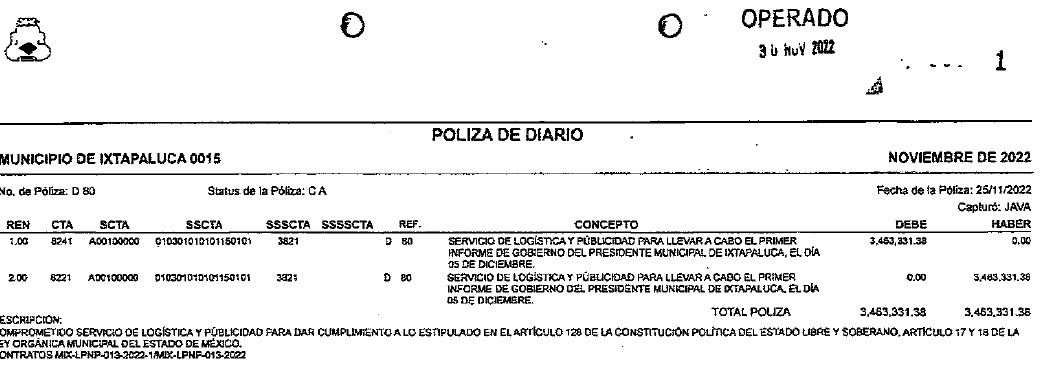 OPERADO
30 NOV 2022
1
POLIZA DE DIARIO
MUNICIPIO DE IXTAPALUCA 0015 NOVIEMBRE DE 2022
No. de Póliza: D 80 Status de la Póliza: C A Fecha de la Póliza: 25/11/2022
Capturó: JAVA
REN CTA SCTA SSCTA SSSCTA SSSSCTA REF. CONCEPTO DEBE HABER
1.00 8241 A00100000 010301010101150101 3821 D 80 SERVICIO DE LOGÍSTICA Y PÚBLICIDAD PARA LLEVAR A CABO EL PRIMER 3,463,331.38 0.00
INFORME DE GOBIERNO DEL PRESIDENTE MUNICIPAL DE IXTAPALUCA, EL DÍA
05 DE DICIEMBRE.
2.00 8221 A00100000 010301010101150101 3821 D 80 SERVICIO DE LOGÍSTICA Y PÚBLICIDAD PARA LLEVAR A CABO EL PRIMER 0.00 3,463,331.38
INFORME DE GOBIERNO DEL PRESIDENTE MUNICIPAL DE IXTAPALUCA, EL DÍA
05 DE DICIEMBRE.
TOTAL POLIZA 3,463,331.38 3,463,331.38
ESCRIPCIÓN:
OMPROMETIDO SERVICIO DE LOGÍSTICA Y PÚBLICIDAD PARA DAR CUMPLIMIENTO A LO ESTIPULADO EN EL ARTÍCULO 128 DE LA CONSTITUCIÓN POLÍTICA DEL ESTADO LIBRE Y SOBERANO, ARTÍCULO 17 Y 18 DE LA
EY ORGÁNICA MUNICIPAL DEL ESTADO DE MÉXICO.
ONTRATOS MIX-LPNP-013-2022-1/MIX-LPNP-013-2022